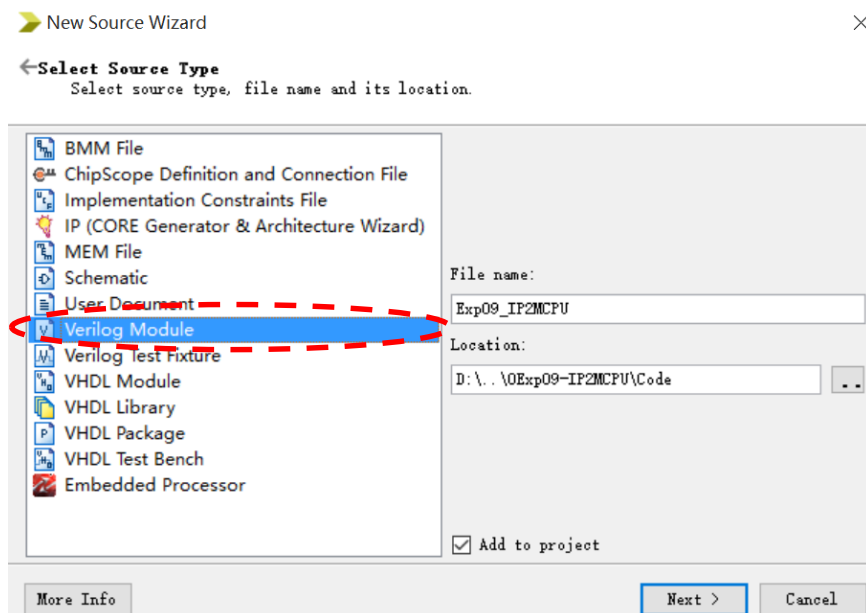 New Source Wizard
Select Source Type
Select source type, file name and its location.
BMM File
ChipScope Definition and Connection File
Implementation Constraints File
IP (CORE Generator & Architecture Wizard)
MEM File
Schematic
User Document
Verilog Module
Verilog Test Fixture
VHDL Module
VHDL Library
VHDL Package
VHDL Test Bench
Embedded Processor
File name:
Exp09_IP2MCPU
Location:
D:\..\OExp09-IP2MCPU\Code
..
Add to project
More Info
Next >
Cancel